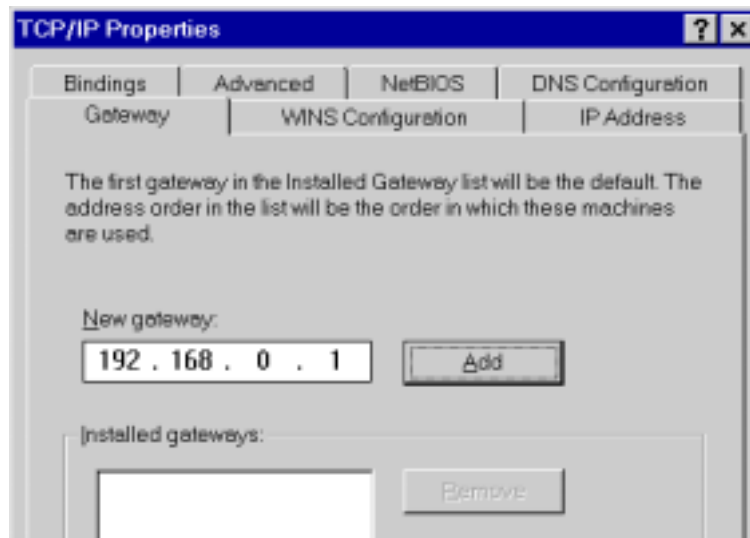 TCP/IP Properties
? ×
Bindings Advanced NetBIOS DNS Configuration
Gateway WINS Configuration IP Address
The first gateway in the Installed Gateway list will be the default. The
address order in the list will be the order in which these machines
are used.
New gateway:
192 . 168 . 0 . 1 Add
Installed gateways:
Remove